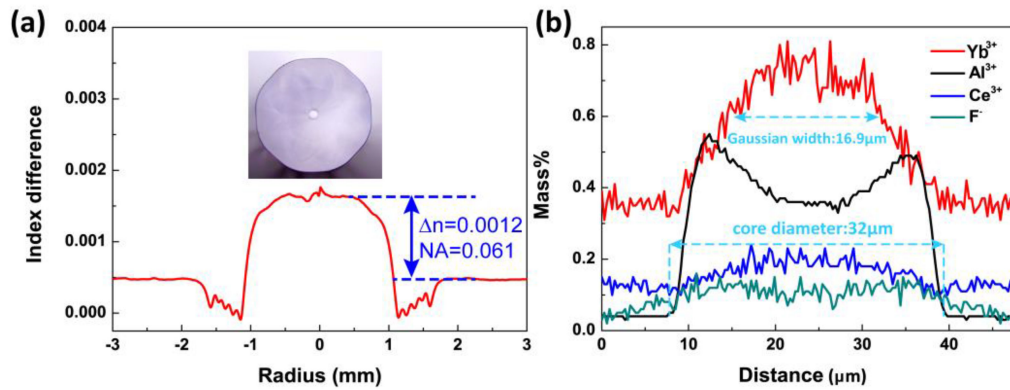 (a)
0.004
0.003
0.002
0.001
0.000
Index difference
Δn=0.0012
NA=0.061
-3 -2 -1 0 1 2 3
Radius (mm)
(b)
0.8
0.6
0.4
0.2
0.0
Mass%
Yb³⁺
Al³⁺
Ce³⁺
F⁻
Gaussian width:16.9μm
core diameter:32μm
0 10 20 30 40
Distance (μm)